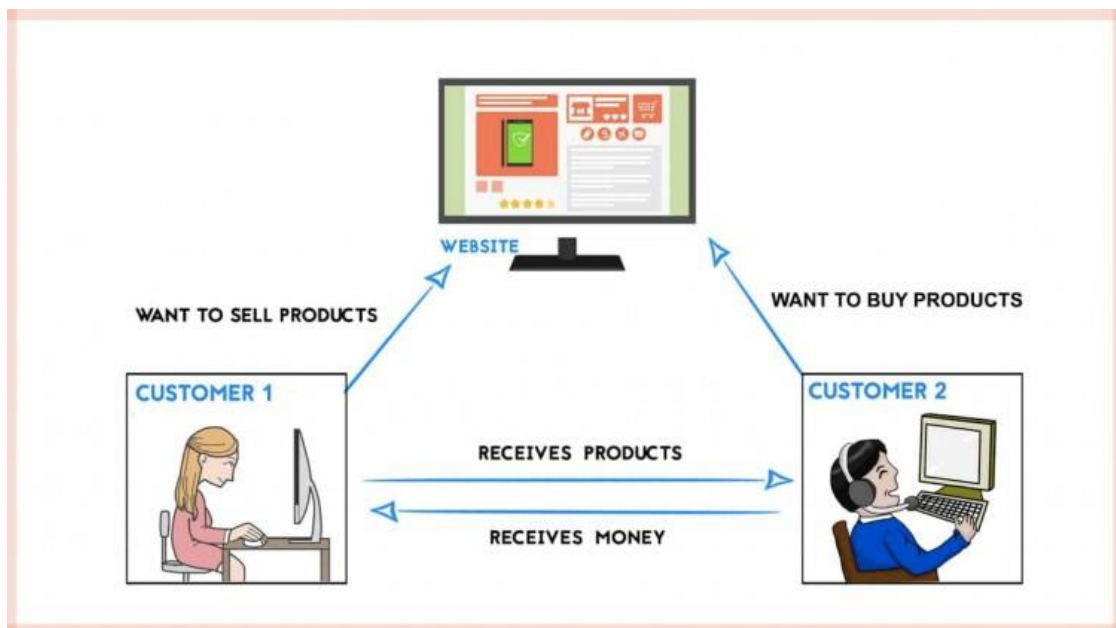 WEBSITE
WANT TO SELL PRODUCTS
WANT TO BUY PRODUCTS
CUSTOMER 1
CUSTOMER 2
RECEIVES PRODUCTS
RECEIVES MONEY